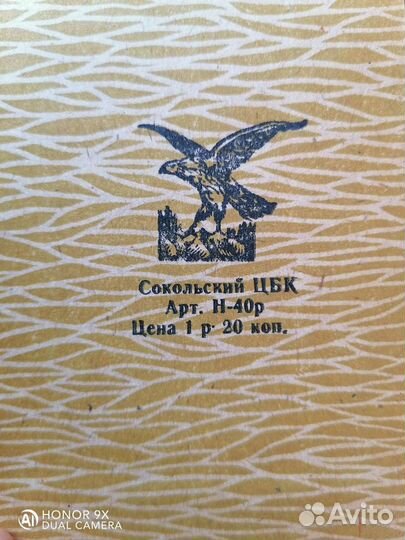 Сокольский ЦБК
Арт. Н-40р
Цена 1 р. 20 коп.
HONOR 9X
DUAL CAMERA
Avito